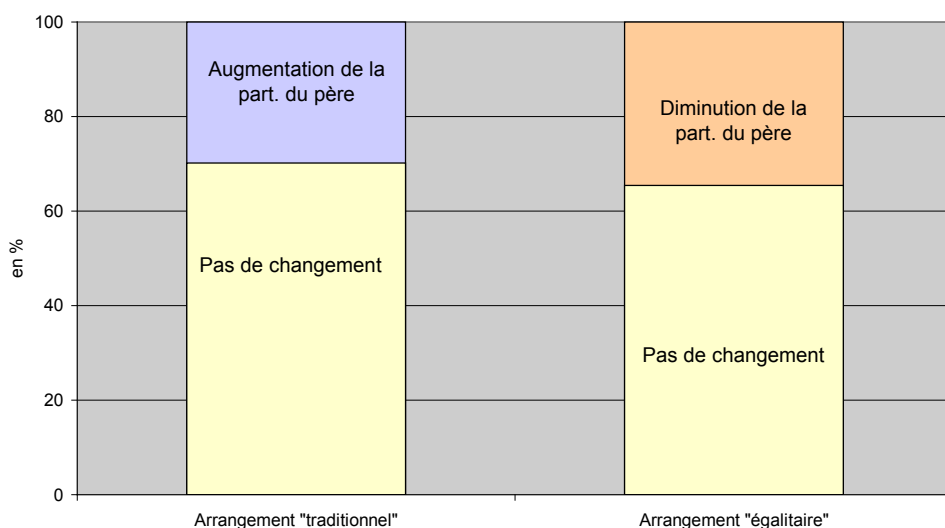 100
80
60
40
20
0
en %
Augmentation de la
part. du père
Pas de changement
Diminution de la
part. du père
Pas de changement
Arrangement "traditionnel"
Arrangement "égalitaire"